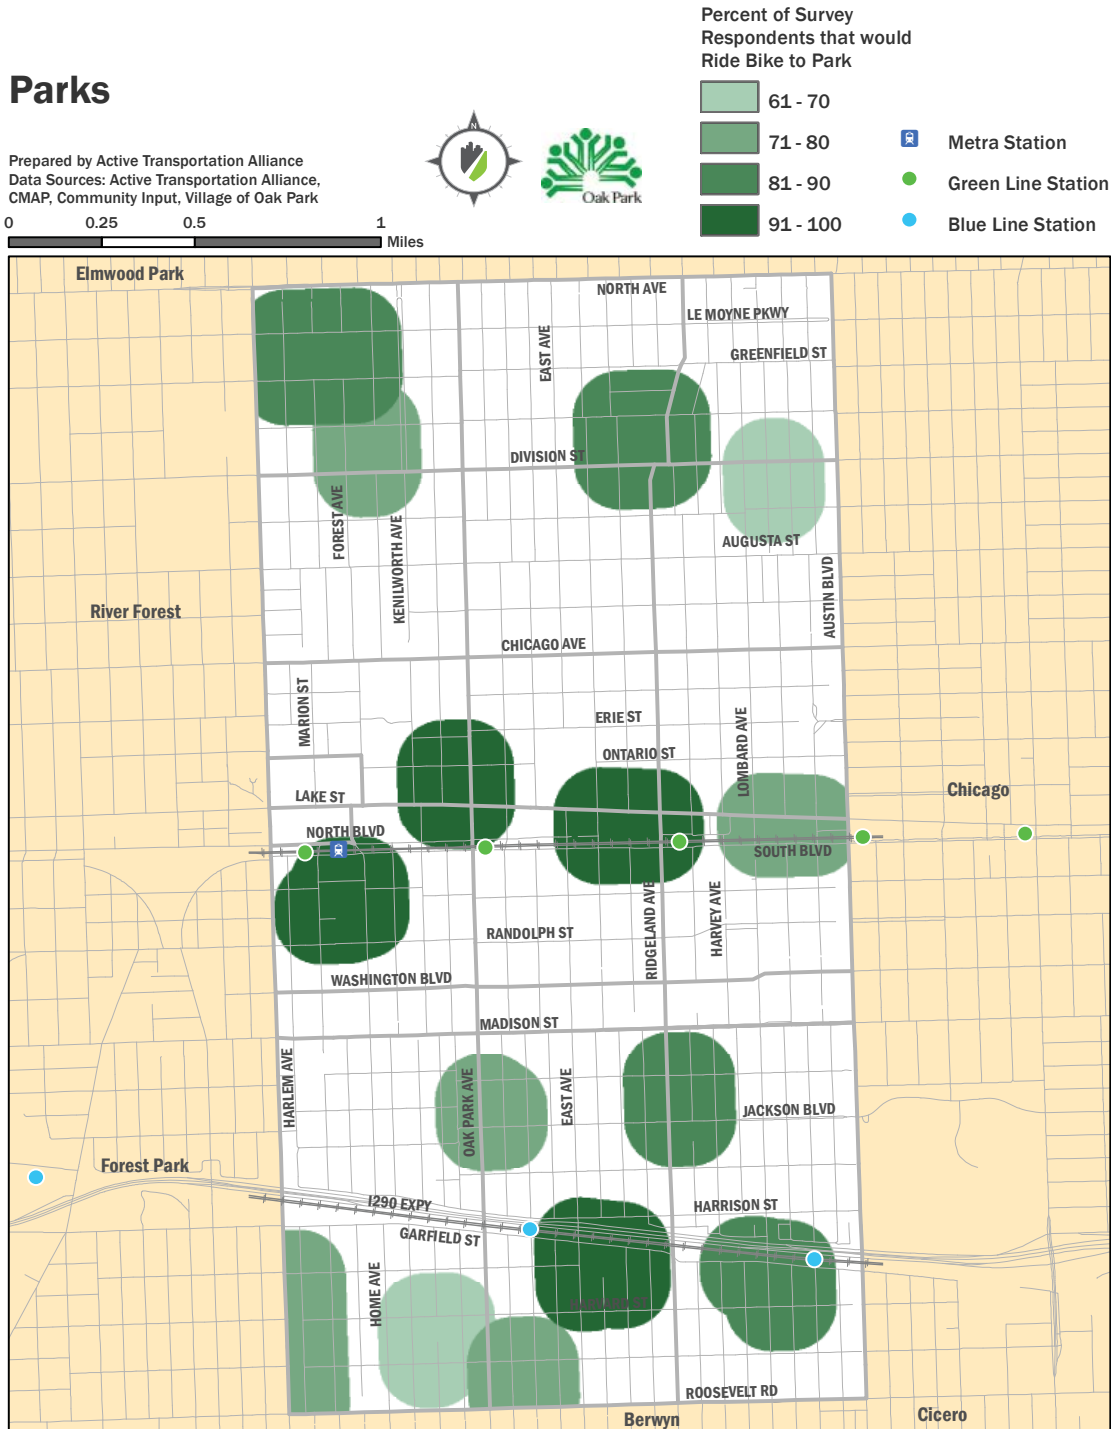 Parks
Prepared by Active Transportation Alliance
Data Sources: Active Transportation Alliance,
CMAP, Community Input, Village of Oak Park
0 0.25 0.5 1
Miles
N
Oak Park
Percent of Survey
Respondents that would
Ride Bike to Park
61 - 70
71 - 80
81 - 90
91 - 100
Metra Station
Green Line Station
Blue Line Station
Elmwood Park
NORTH AVE
LE MOYNE PKWY
EAST AVE
GREENFIELD ST
DIVISION ST
FOREST AVE
KENILWORTH AVE
AUGUSTA ST
AUSTIN BLVD
River Forest
CHICAGO AVE
MARION ST
ERIE ST
LOMBARD AVE
ONTARIO ST
Chicago
LAKE ST
NORTH BLVD
SOUTH BLVD
RIDGELAND AVE
HARVEY AVE
RANDOLPH ST
WASHINGTON BLVD
MADISON ST
HARLEM AVE
OAK PARK AVE
EAST AVE
JACKSON BLVD
Forest Park
I290 EXPY
HARRISON ST
GARFIELD ST
HOME AVE
ROOSEVELT RD
Berwyn
Cicero